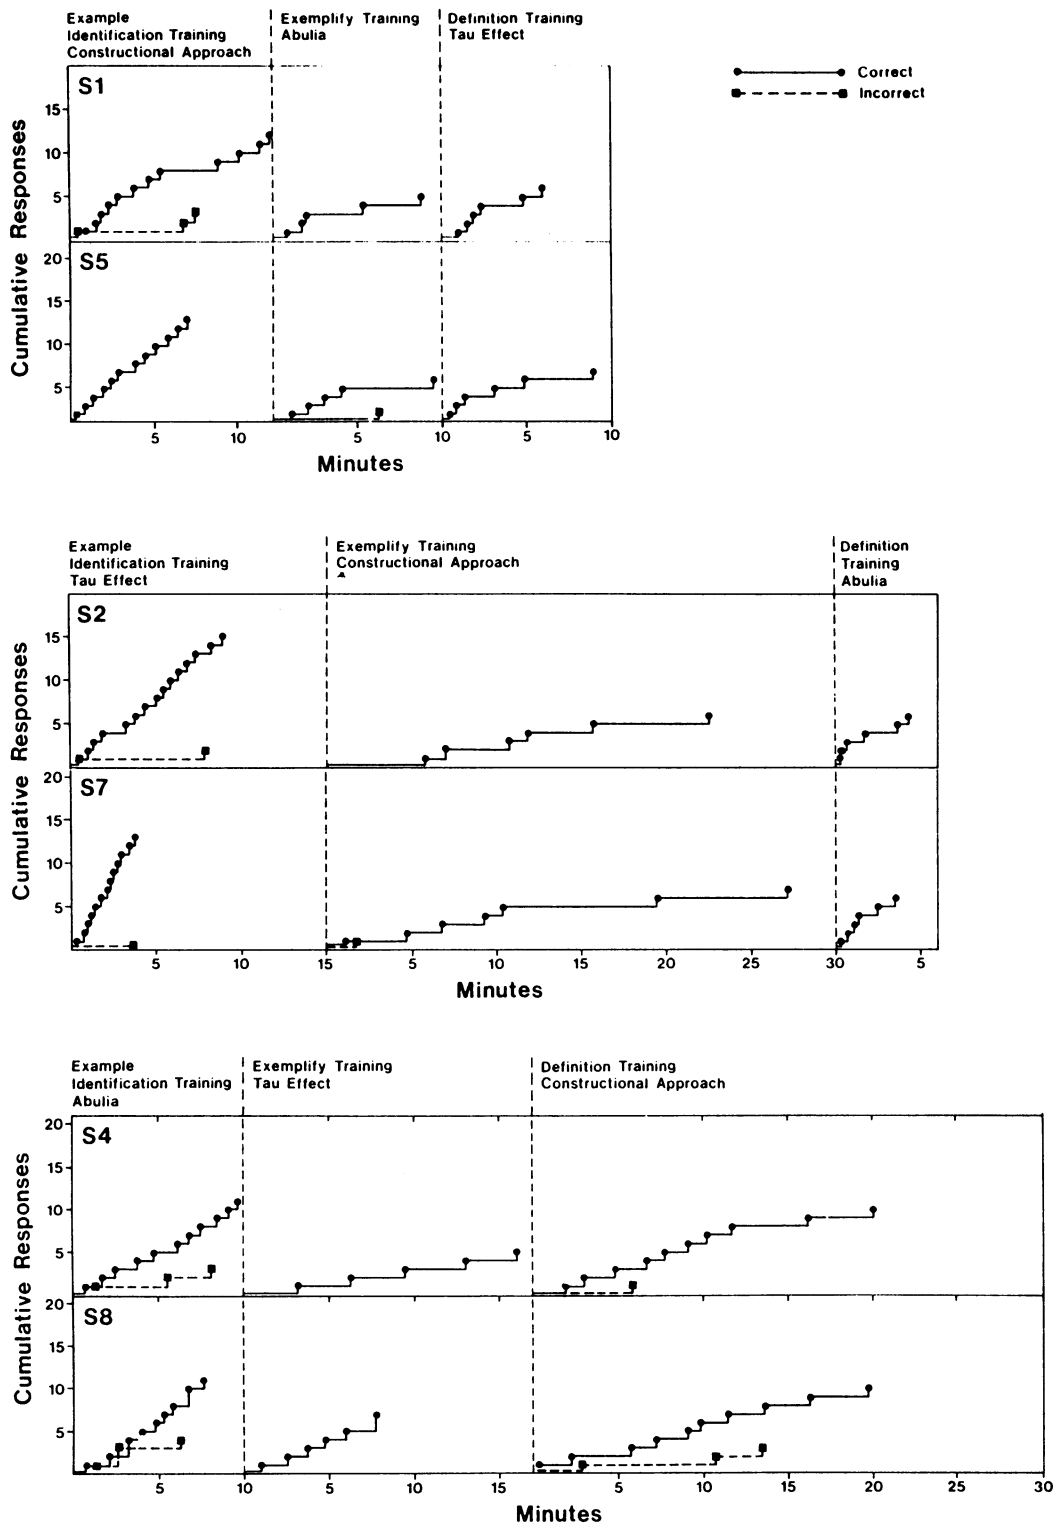 Example
Identification Training
Constructional Approach
Exemplify Training
Abulia
Definition Training
Tau Effect
Correct
Incorrect
S1
15
10
5
S5
20
15
10
5
Cumulative Responses
5 10 5 10 5 10
Minutes
Example
Identification Training
Tau Effect
Exemplify Training
Constructional Approach
Definition
Training
Abulia
S2
15
10
5
S7
20
15
10
5
Cumulative Responses
5 10 15 5 10 15 20 25 30 5
Minutes
Example
Identification Training
Abulia
Exemplify Training
Tau Effect
Definition Training
Constructional Approach
S4
20
15
10
5
S8
20
15
10
5
Cumulative Responses
5 10 5 10 15 5 10 15 20 30
Minutes